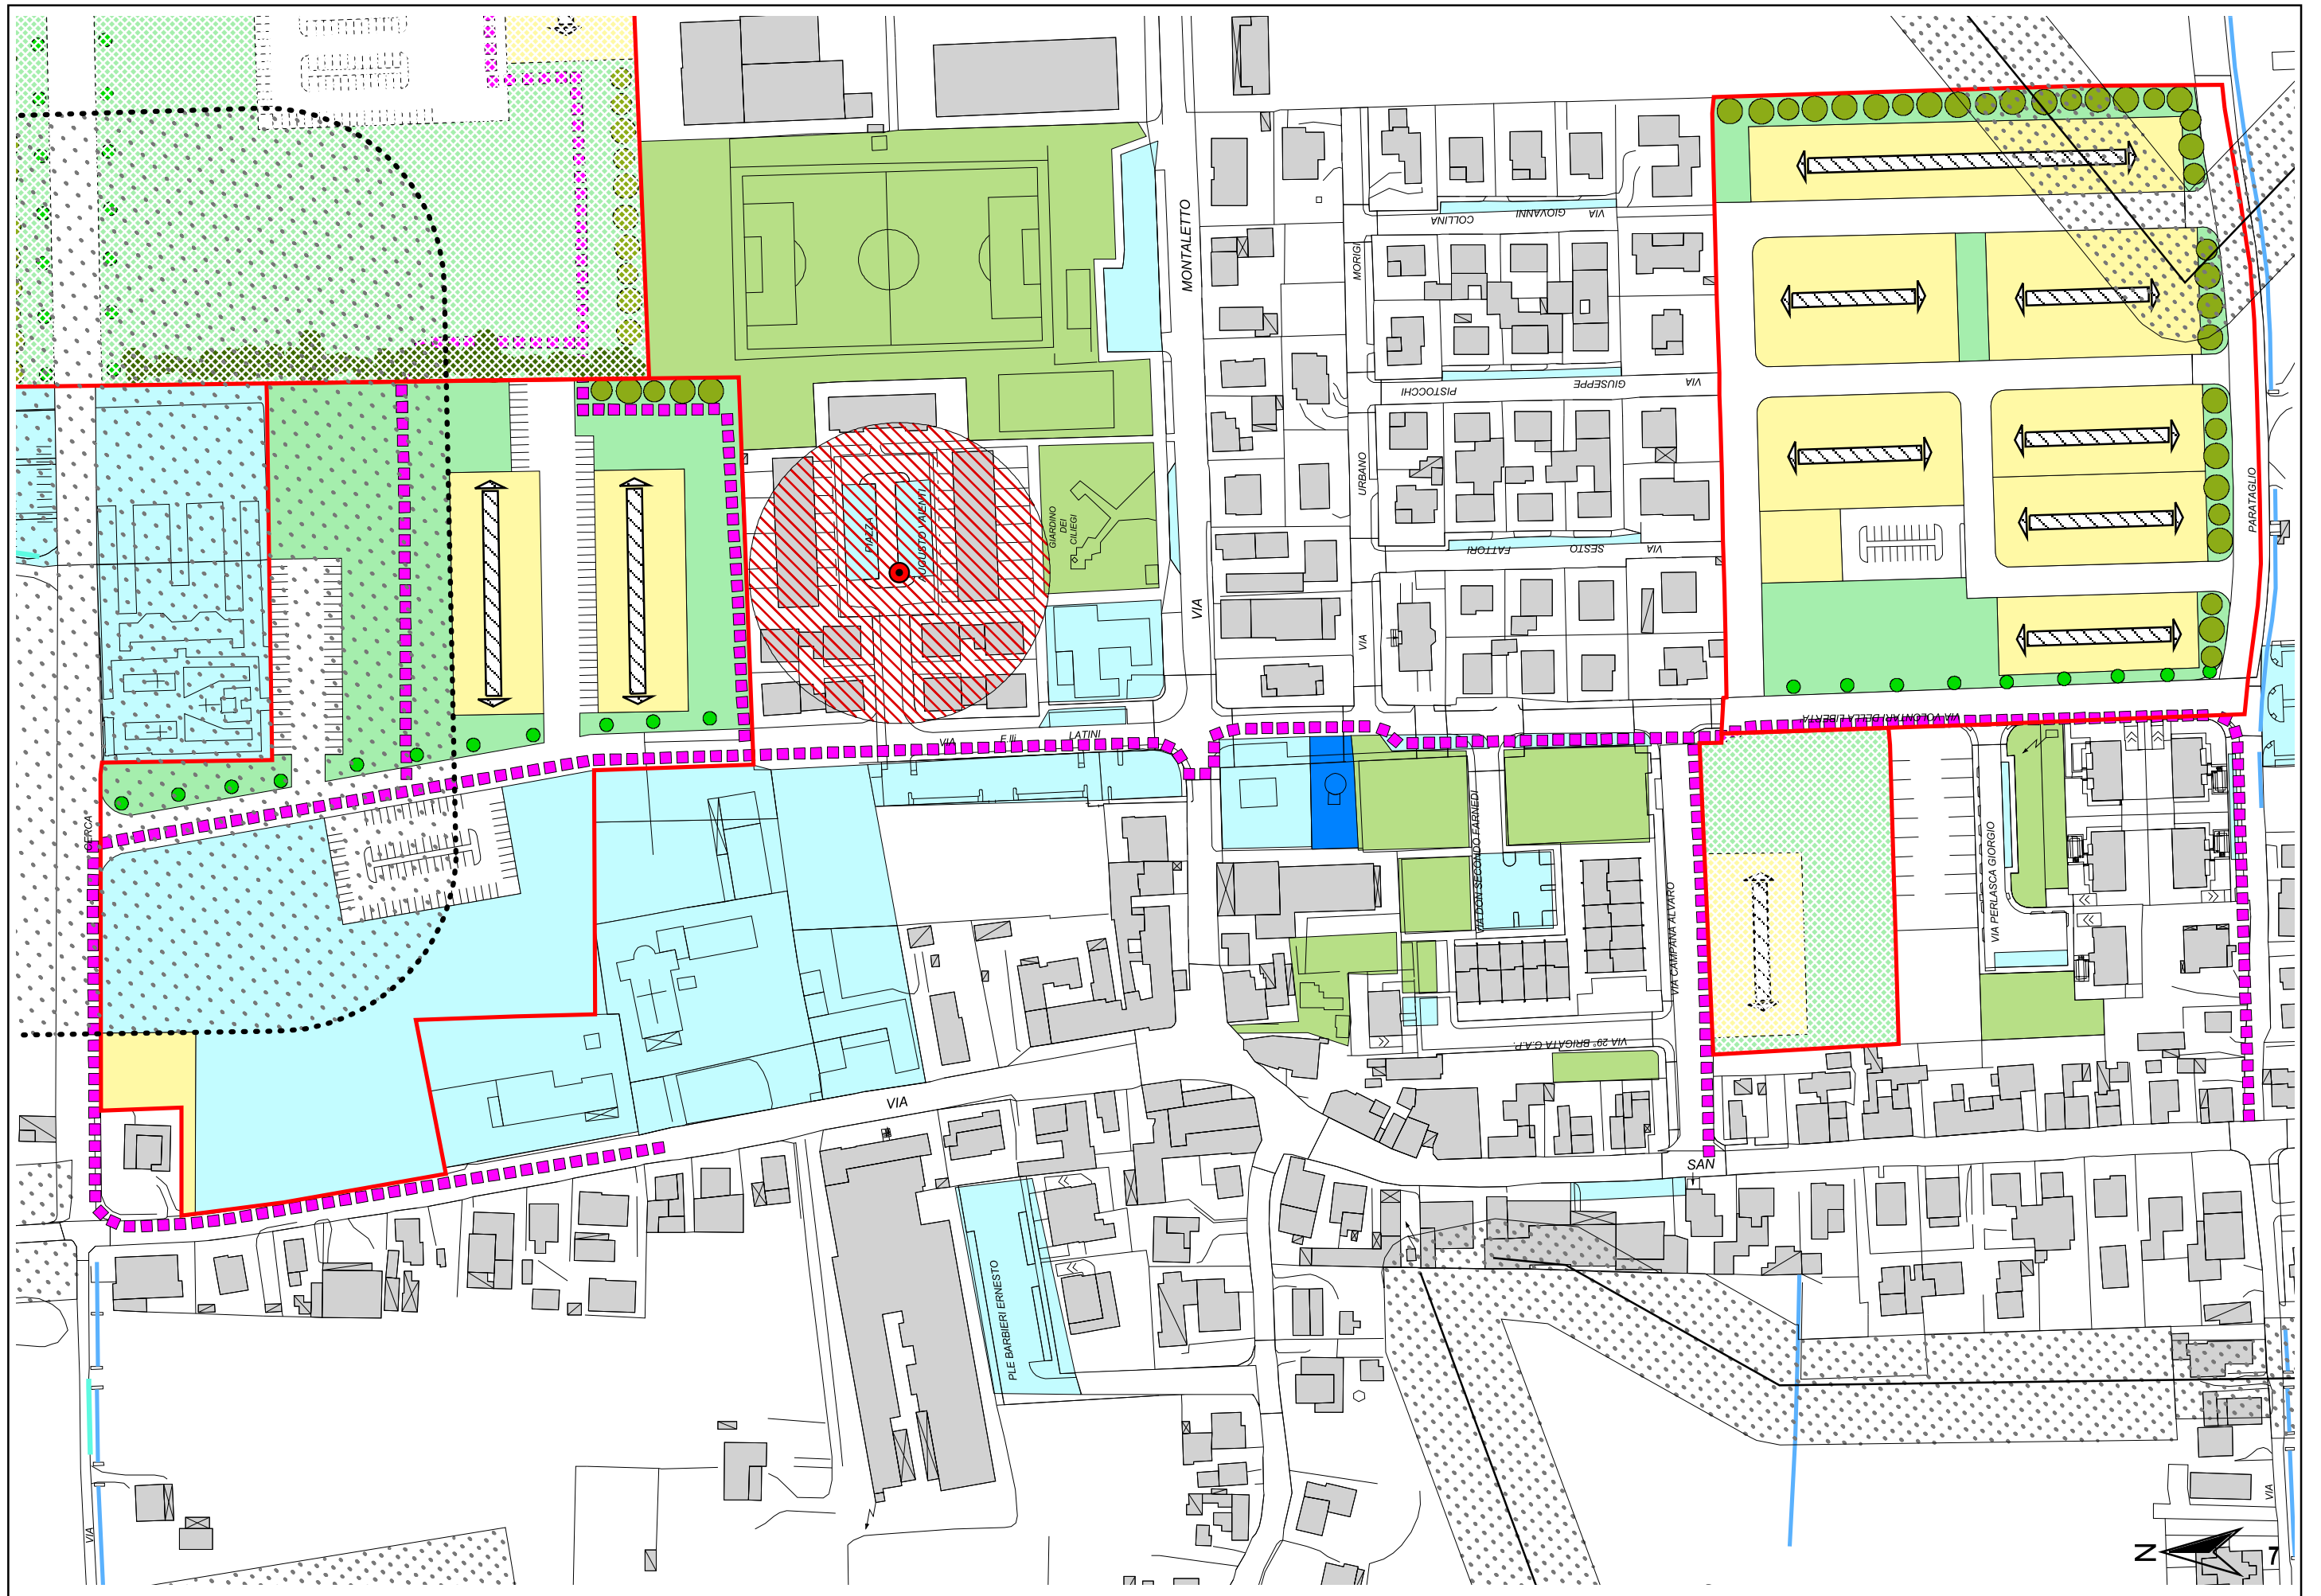 MONTALETTO
VIA
COLLINA
GIOVANNI
VIA
MORIGI
URBANO
VIA
PISTOCCHI
GIUSEPPE
VIA
FATTORI
SESTO
VIA
PARATAGLIO
PIAZZA
AUGUSTO VALENTI
GIARDINO
DEI
CILIEGI
VIA
F.lli
LATINI
VIA VOLONTARI DELLA LIBERTA'
CERCA
VIA DON SECONDO FARNEDI
VIA CAMPANA ALVARO
VIA PERLASCA GIORGIO
VIA 29° BRIGATA G.A.P.
VIA
SAN
P.LE BARBIERI ERNESTO
VIA
VIA
N
7